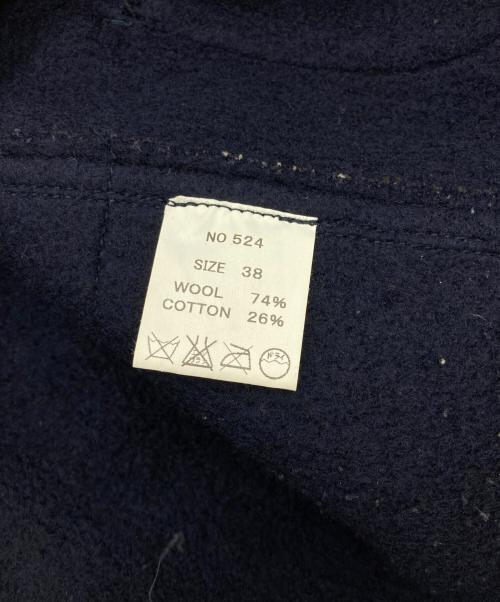 NO 524
SIZE 38
WOOL 74%
COTTON 26%